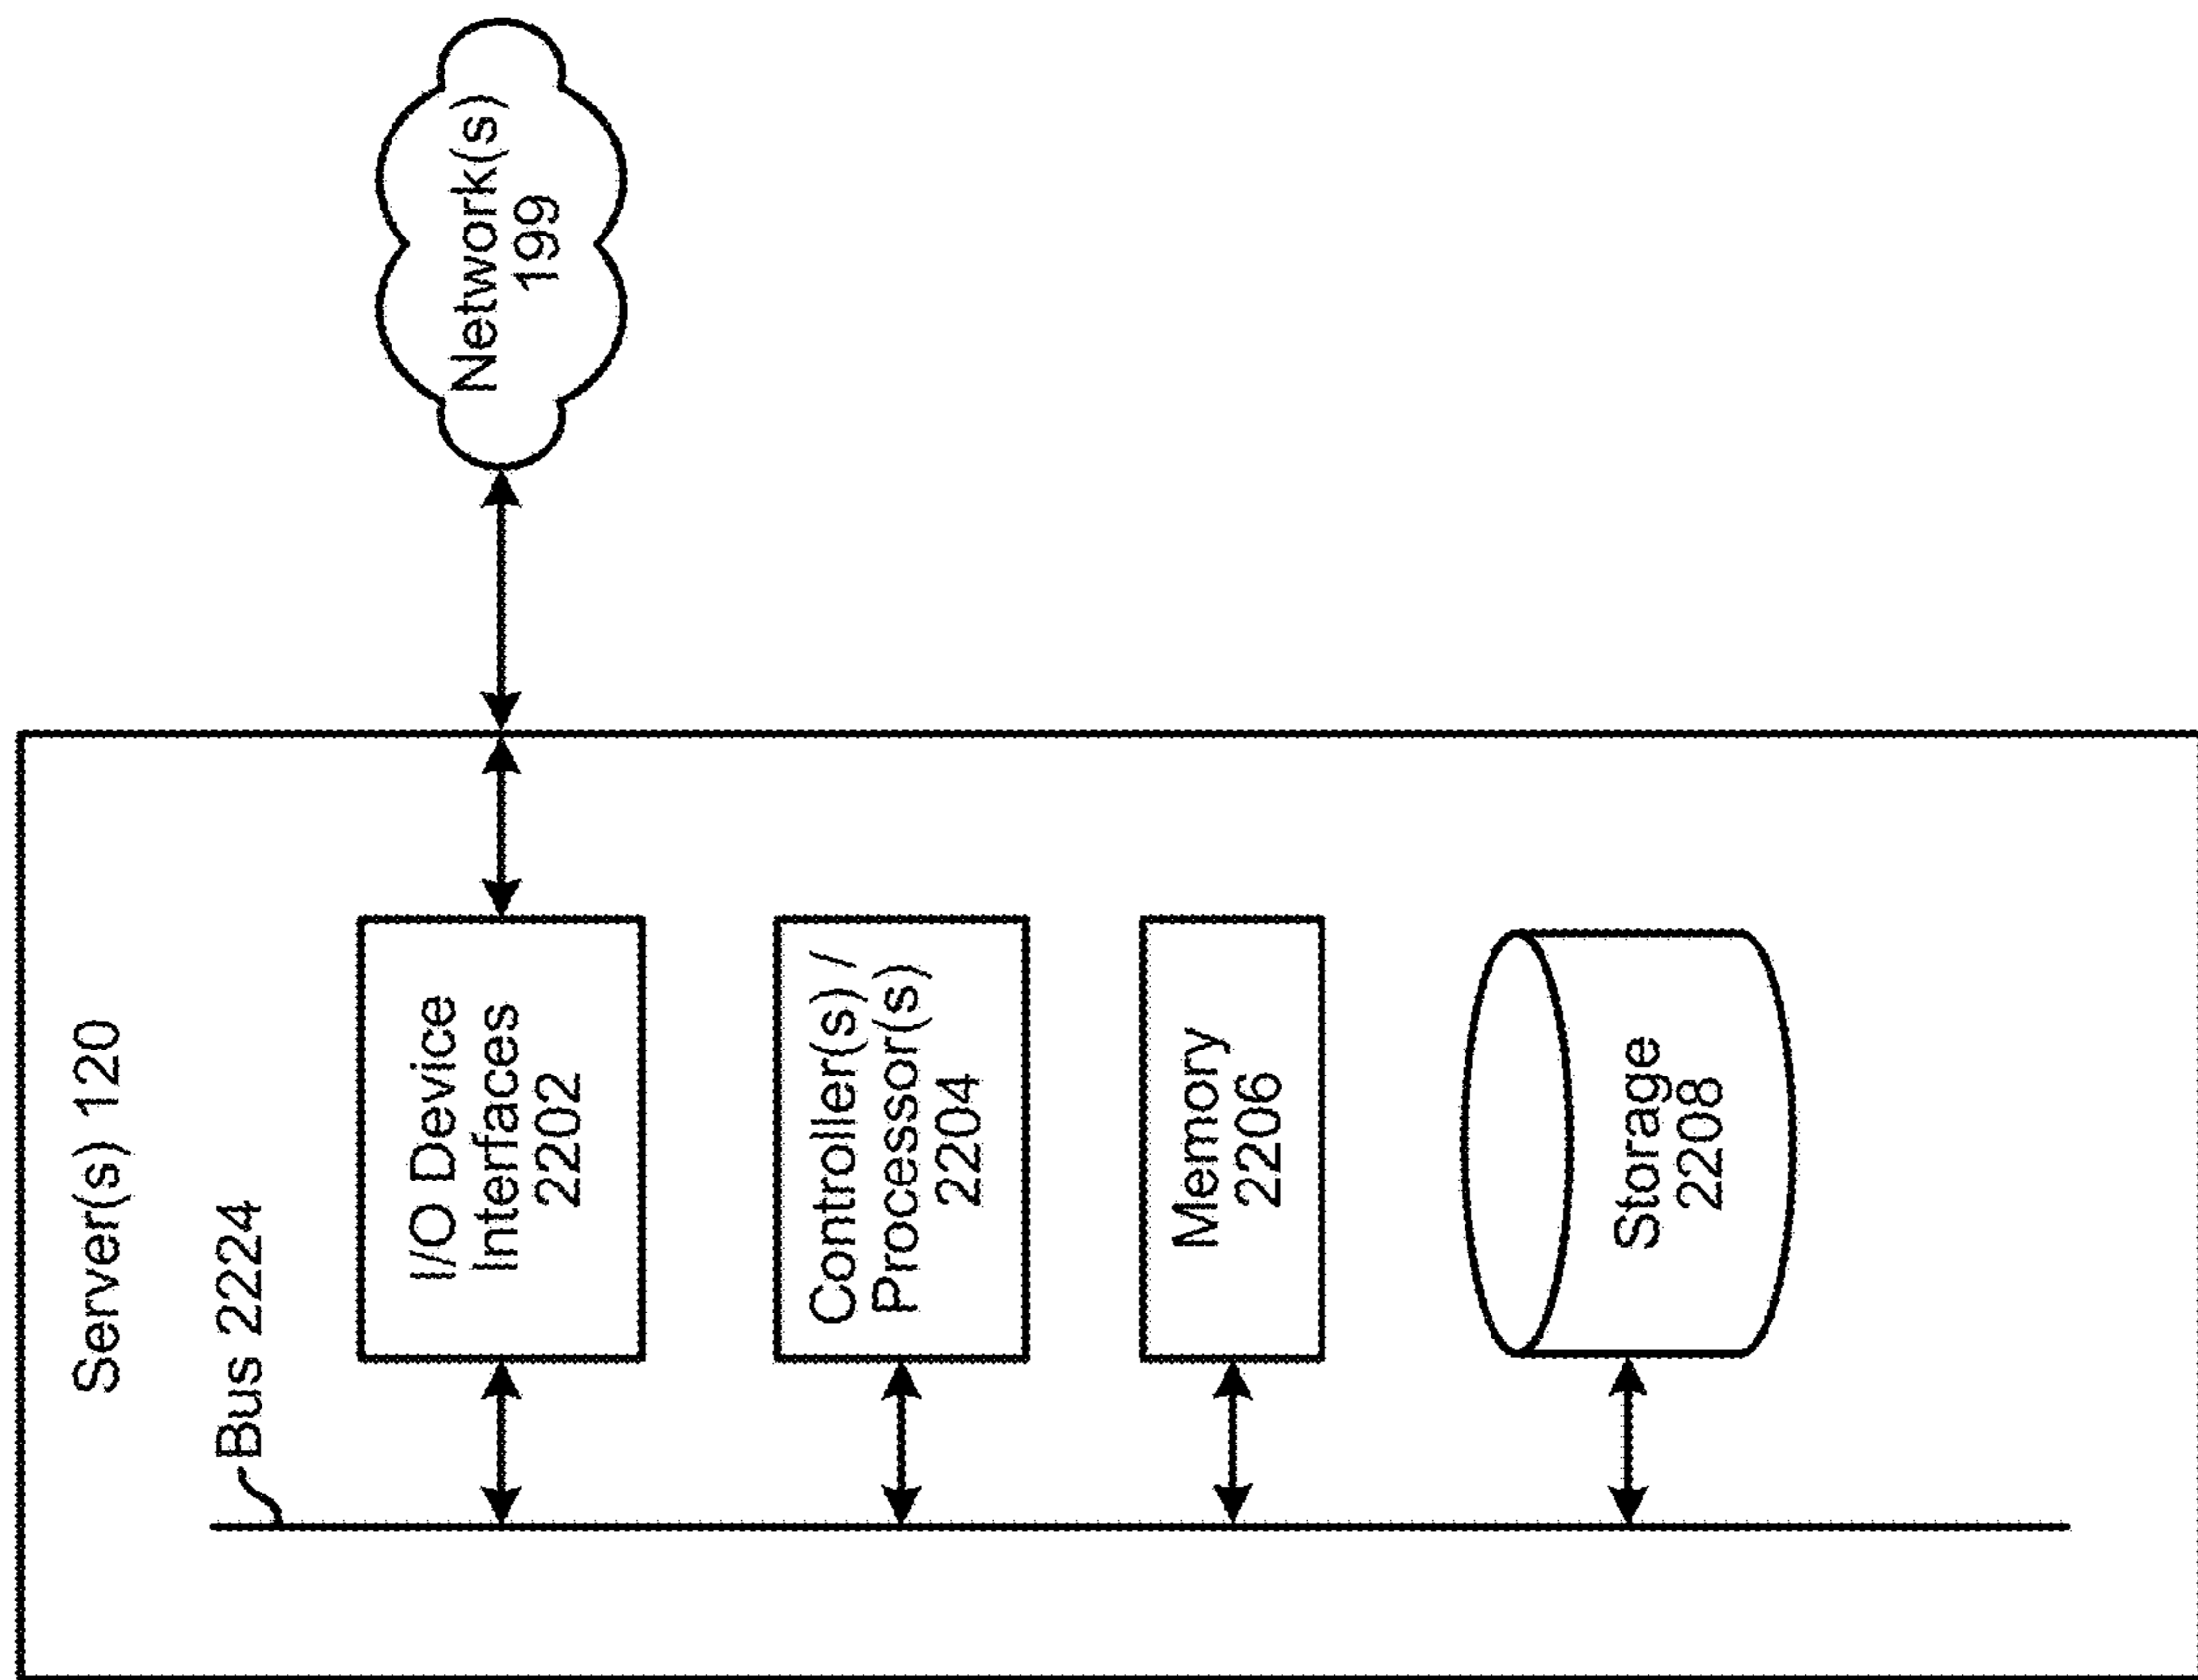 Server(s) 120
Bus 2224
I/O Device
Interfaces
2202
Controller(s) /
Processor(s)
2204
Memory
2206
Storage
2208
Network(s)
199